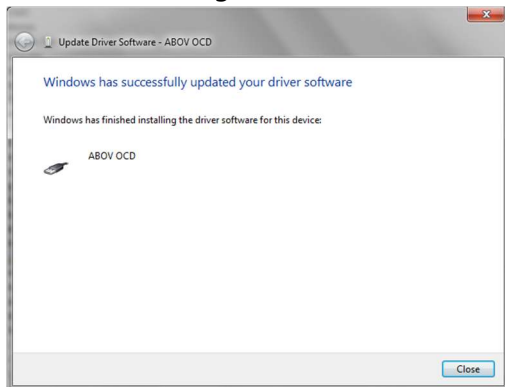 Update Driver Software - ABOV OCD
Windows has successfully updated your driver software
Windows has finished installing the driver software for this device:
ABOV OCD
Close